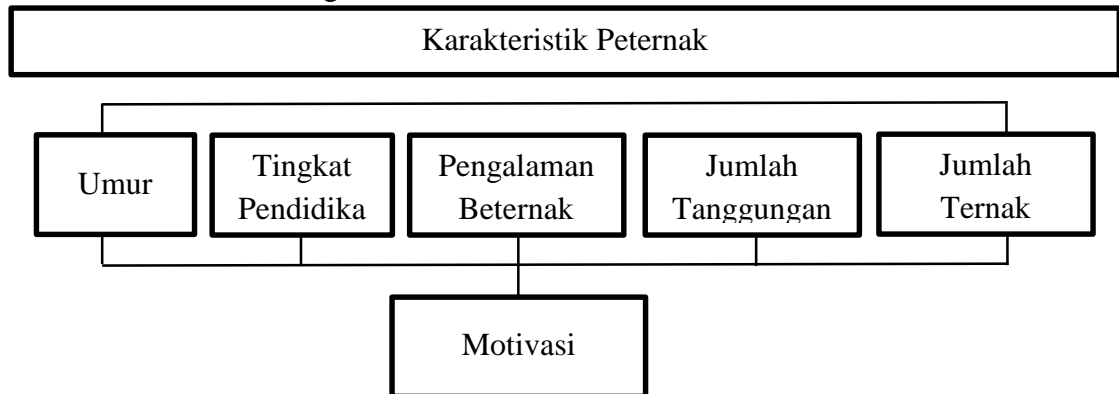 Karakteristik Peternak
Umur
Tingkat
Pendidika
Pengalaman
Beternak
Jumlah
Tanggungan
Jumlah
Ternak
Motivasi